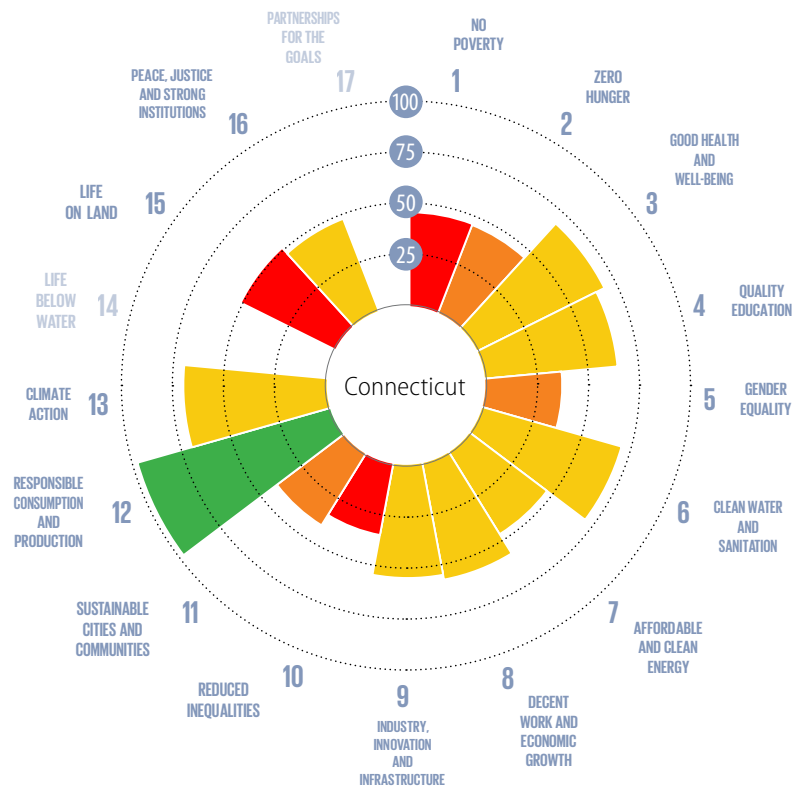 PARTNERSHIPS
FOR THE
GOALS
17
NO
POVERTY
1
ZERO
HUNGER
2
GOOD HEALTH
AND
WELL-BEING
3
QUALITY
EDUCATION
4
GENDER
EQUALITY
5
CLEAN WATER
AND
SANITATION
6
AFFORDABLE
AND CLEAN
ENERGY
7
DECENT
WORK AND
ECONOMIC
GROWTH
8
INDUSTRY,
INNOVATION
AND
INFRASTRUCTURE
9
REDUCED
INEQUALITIES
10
SUSTAINABLE
CITIES AND
COMMUNITIES
11
RESPONSIBLE
CONSUMPTION
AND
PRODUCTION
12
CLIMATE
ACTION
13
LIFE
BELOW
WATER
14
LIFE
ON LAND
15
PEACE, JUSTICE
AND STRONG
INSTITUTIONS
16
100
75
50
25
Connecticut